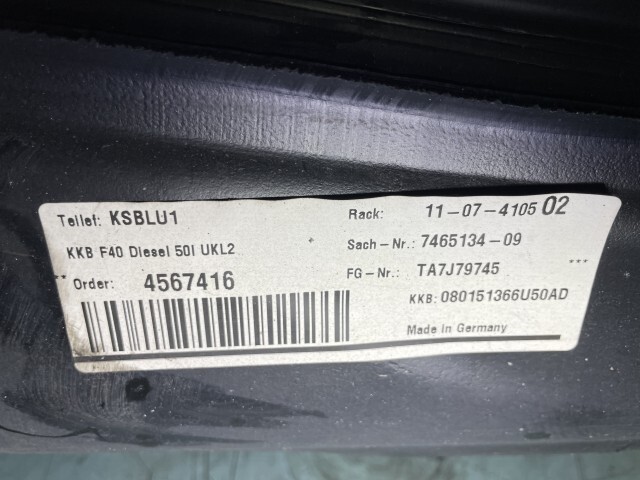 Teilef: KSBLU1
KKB F40 Diesel 50l UKL2
** Order: 4567416
Rack: 11-07-4105 02
Sach-Nr.: 7465134-09
FG-Nr.: TA7J79745 ***
KKB: 080151366U50AD
Made in Germany